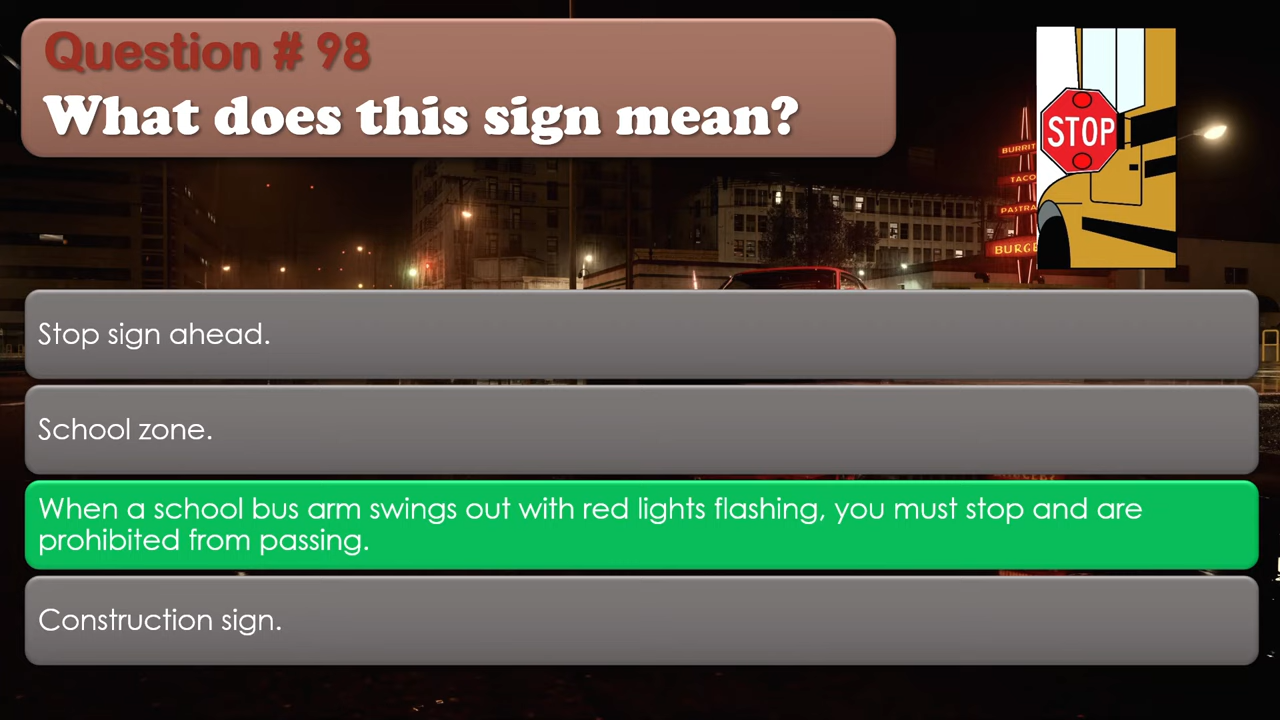 Question # 98
What does this sign mean?
STOP
BURRIT
TACO
PASTRA
BURGE
Stop sign ahead.
School zone.
When a school bus arm swings out with red lights flashing, you must stop and are
prohibited from passing.
Construction sign.